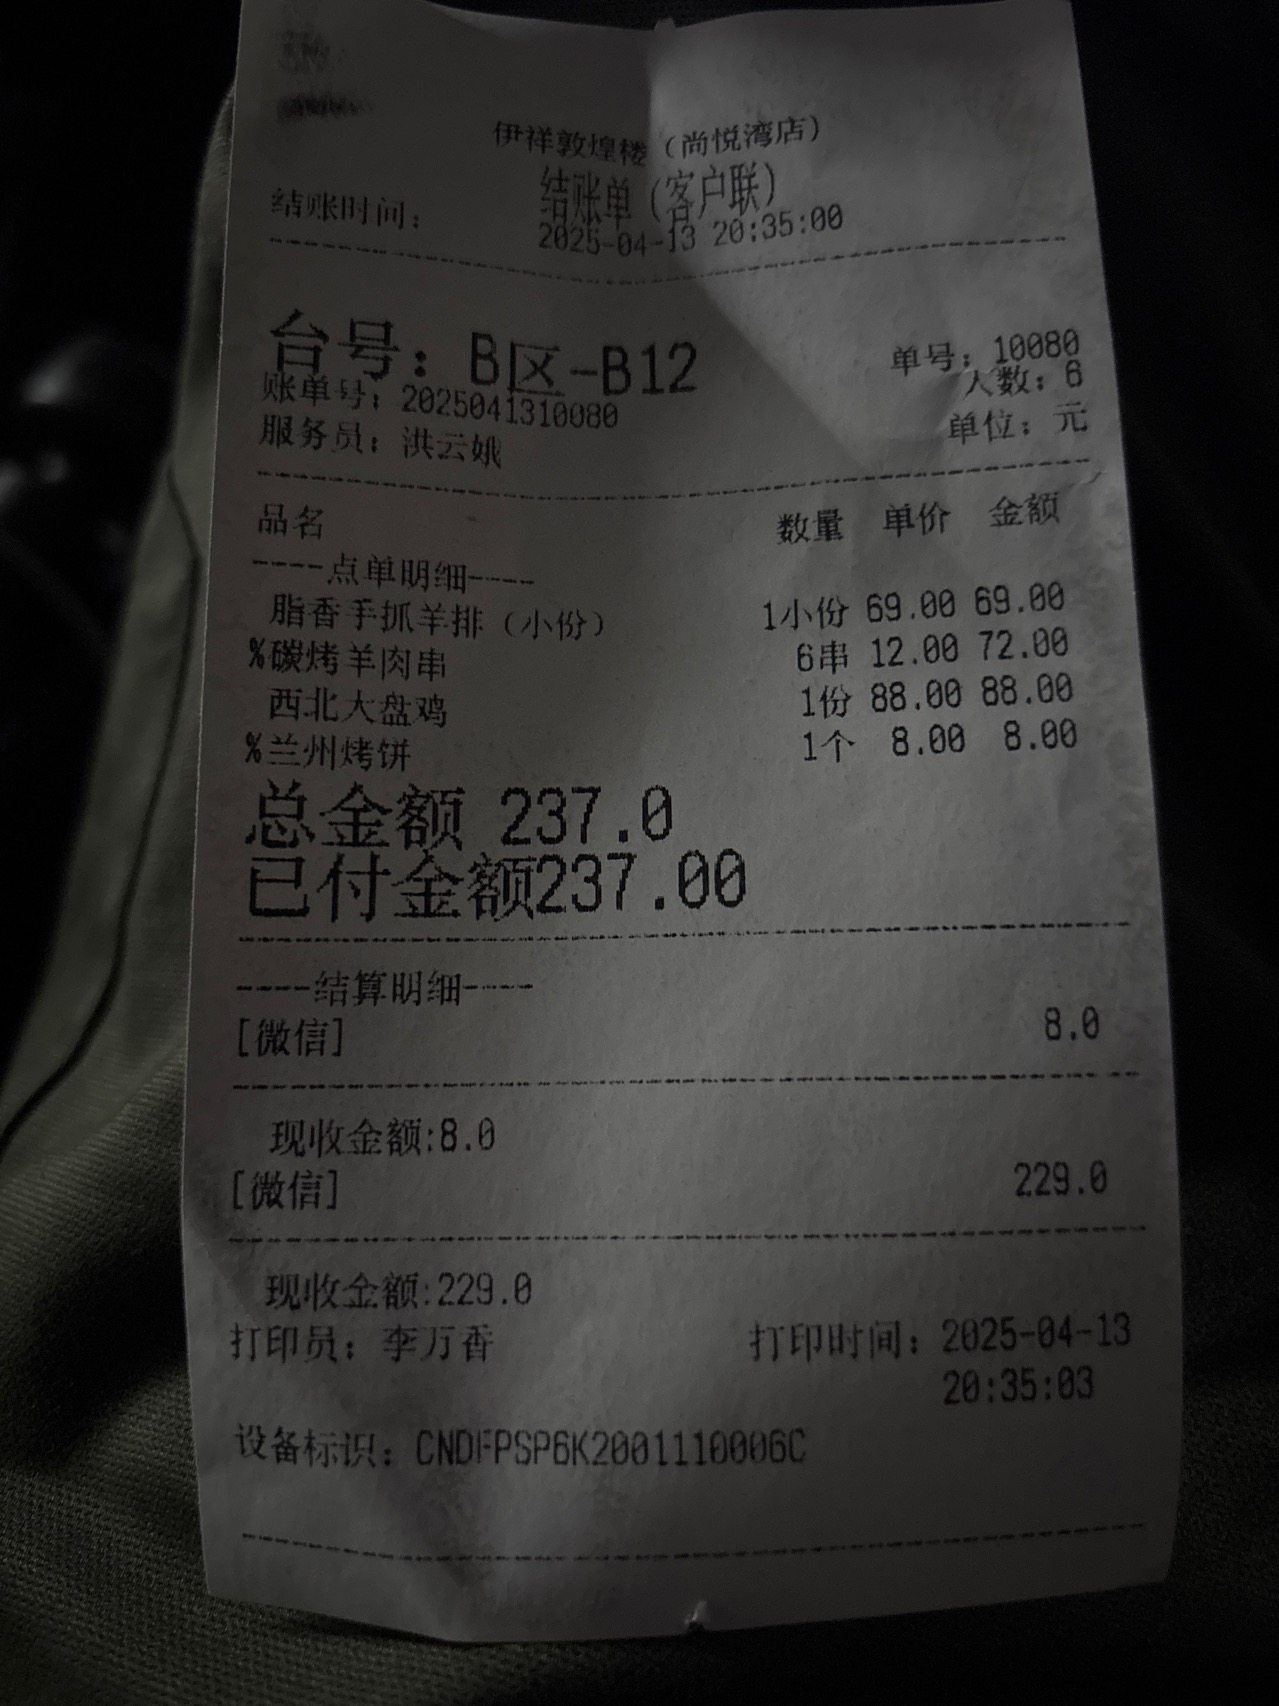 伊祥敦煌楼（尚悦湾店）
结账单（客户联）
结账时间： 2025-04-13 20:35:00
台号：B区-B12 单号：10080
人数：6
账单号：2025041310080
服务员：洪云娥 单位：元
品名 数量 单价 金额
----点单明细----
脂香手抓羊排（小份） 1小份 69.00 69.00
%碳烤羊肉串 6串 12.00 72.00
西北大盘鸡 1份 88.00 88.00
%兰州烤饼 1个 8.00 8.00
总金额 237.0
已付金额237.00
----结算明细----
[微信] 8.0
现收金额:8.0
[微信] 229.0
现收金额:229.0
打印员：李万香 打印时间：2025-04-13
20:35:03
设备标识：CNDFPSP6K2001110006C